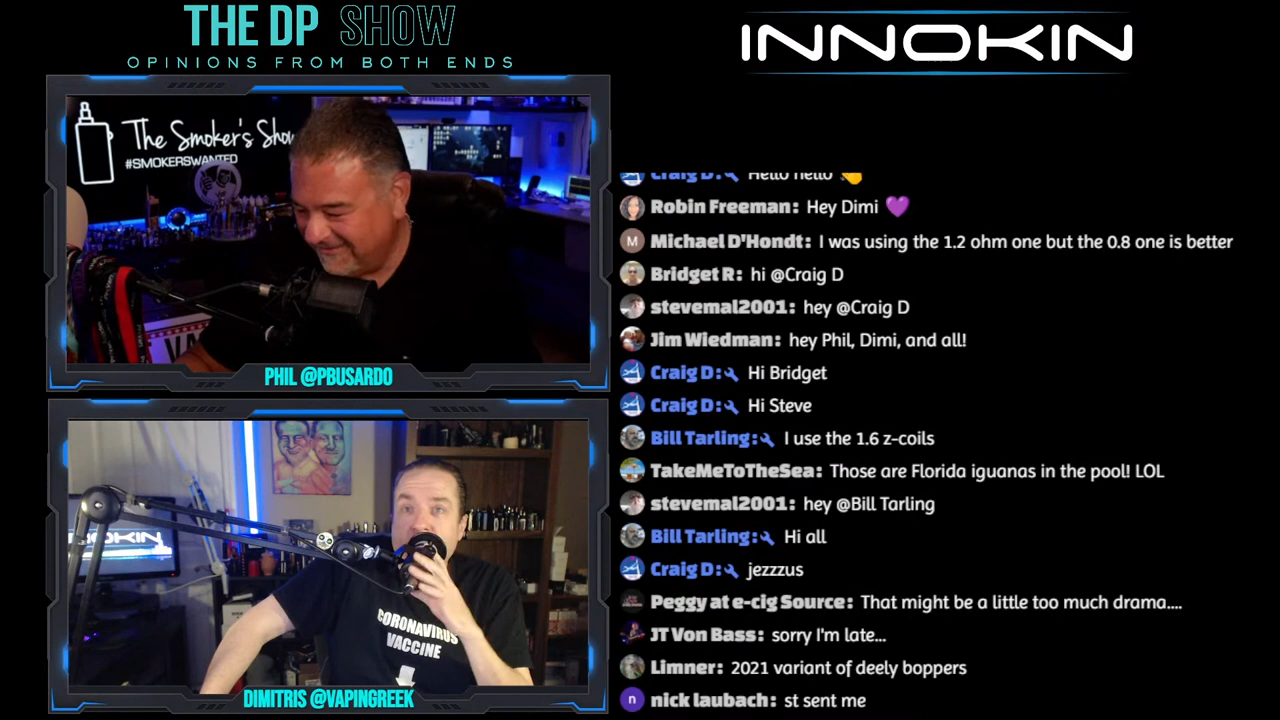 THE DP SHOW
OPINIONS FROM BOTH ENDS
INNOKIN
The Smoker's Show
#SMOKERSWANTED
PHIL @PBUSARDO
CORONAVIRUS
VACCINE
DIMITRIS @VAPINGREEK
Craig D: Hello hello
Robin Freeman: Hey Dimi 💜
M Michael D'Hondt: I was using the 1.2 ohm one but the 0.8 one is better
Bridget R: hi @Craig D
stevemal2001: hey @Craig D
Jim Wiedman: hey Phil, Dimi, and all!
Craig D: Hi Bridget
Craig D: Hi Steve
Bill Tarling: I use the 1.6 z-coils
TakeMeToTheSea: Those are Florida iguanas in the pool! LOL
stevemal2001: hey @Bill Tarling
Bill Tarling: Hi all
Craig D: jezzzus
Peggy at e-cig Source: That might be a little too much drama....
JT Von Bass: sorry I'm late...
Limner: 2021 variant of deely boppers
n nick laubach: st sent me